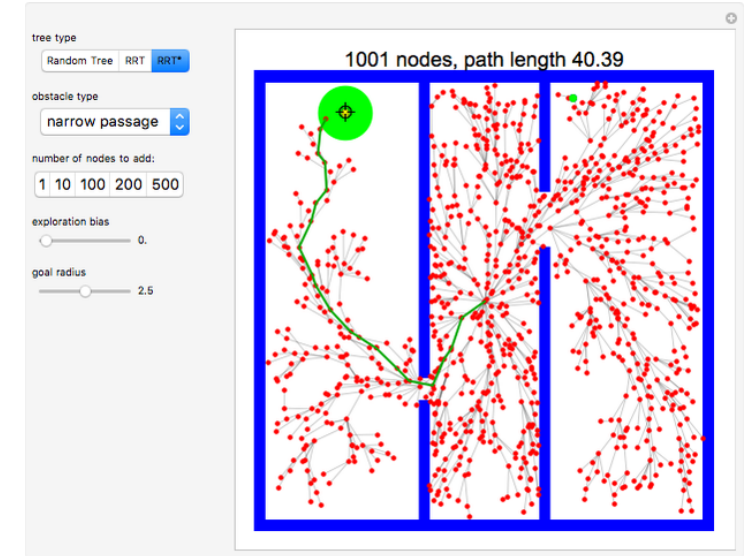 tree type
Random Tree RRT RRT*
obstacle type
narrow passage
number of nodes to add:
1 10 100 200 500
exploration bias
0.
goal radius
2.5
1001 nodes, path length 40.39